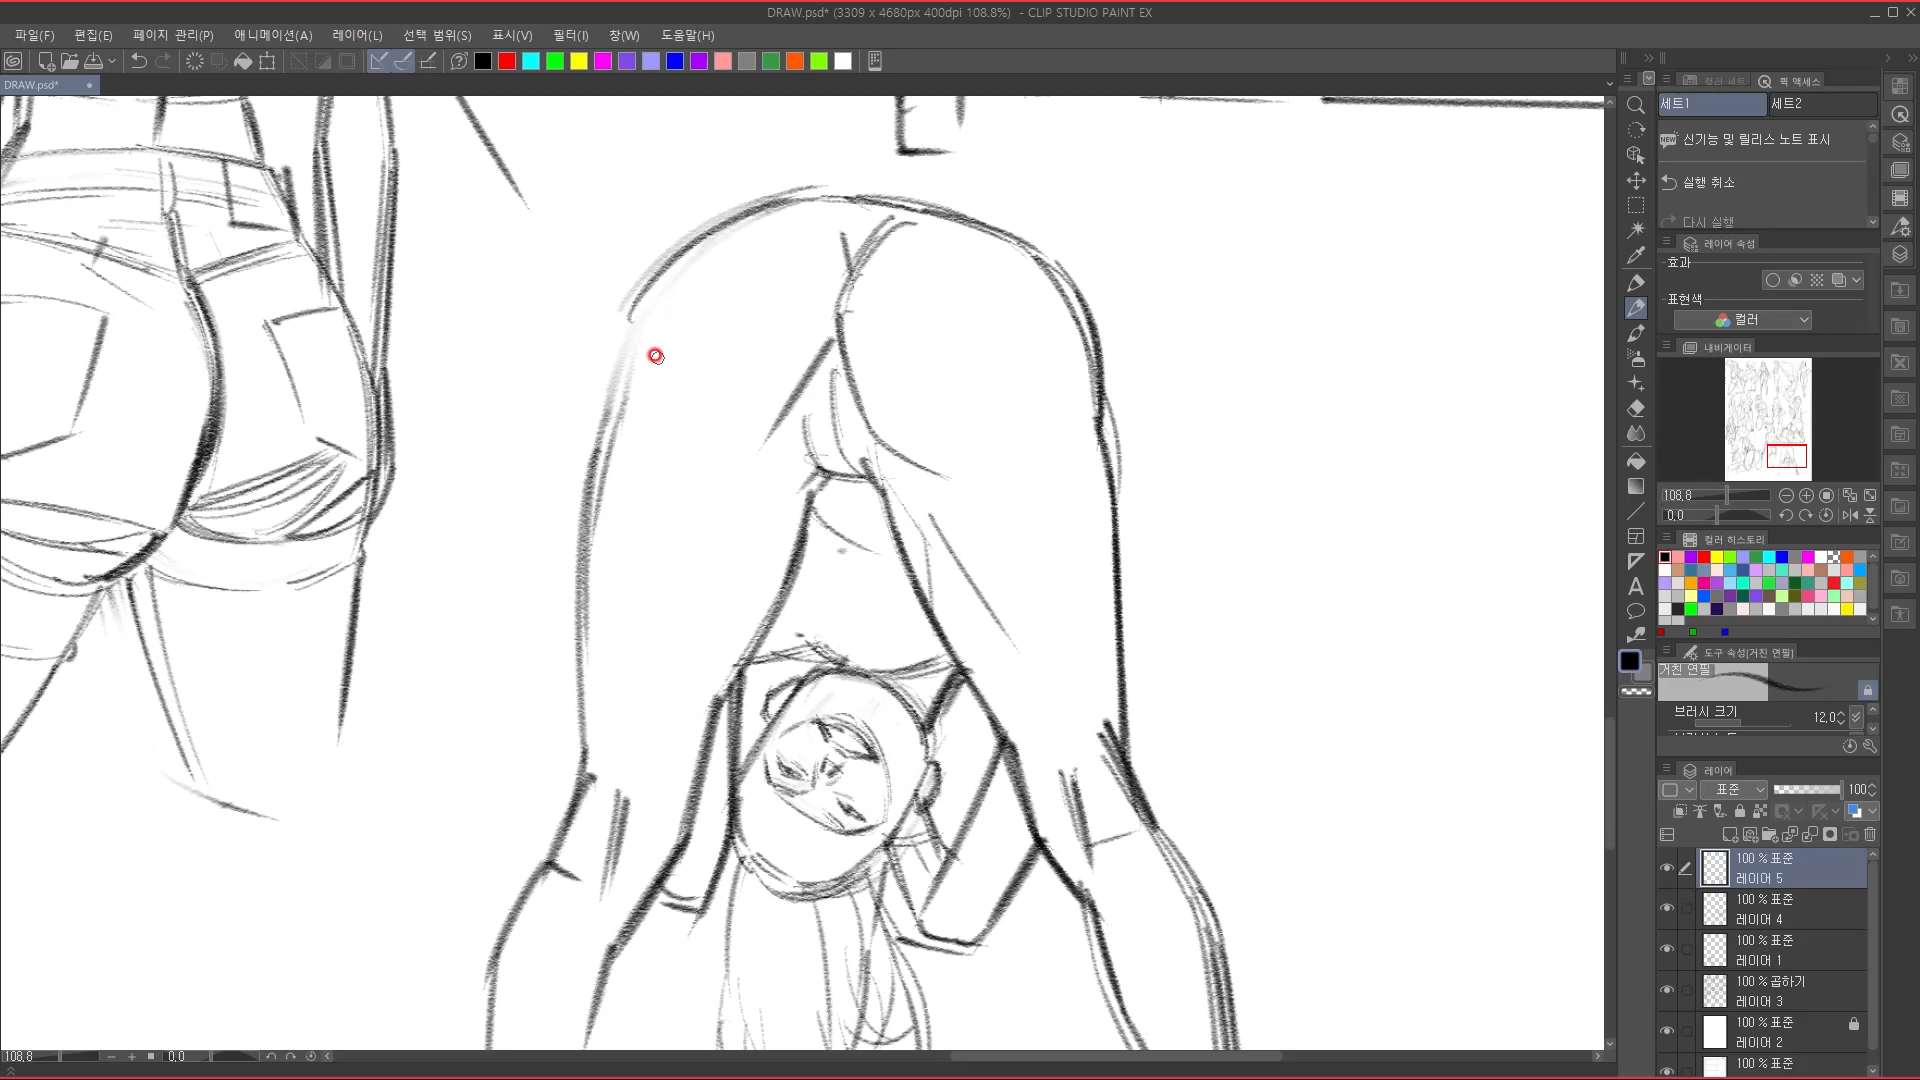 DRAW.psd* (3309 x 4680px 400dpi 108.8%)  - CLIP STUDIO PAINT EX
파일(F) 편집(E) 페이지 관리(P) 애니메이션(A) 레이어(L) 선택 범위(S) 표시(V) 필터(I) 창(W) 도움말(H)
DRAW.psd*
컬러 세트 퀵 액세스
세트1 세트2
신기능 및 릴리스 노트 표시
실행 취소
다시 실행
레이어 속성
효과
표현색
컬러
내비게이터
108.8
0.0
컬러 히스토리
도구 속성(거친 연필)
거친 연필
브러시 크기 12.0
레이어
표준 100
100 % 표준
레이어 5
100 % 표준
레이어 4
100 % 표준
레이어 1
100 % 곱하기
레이어 3
100 % 표준
레이어 2
100 % 표준
108.8 0.0